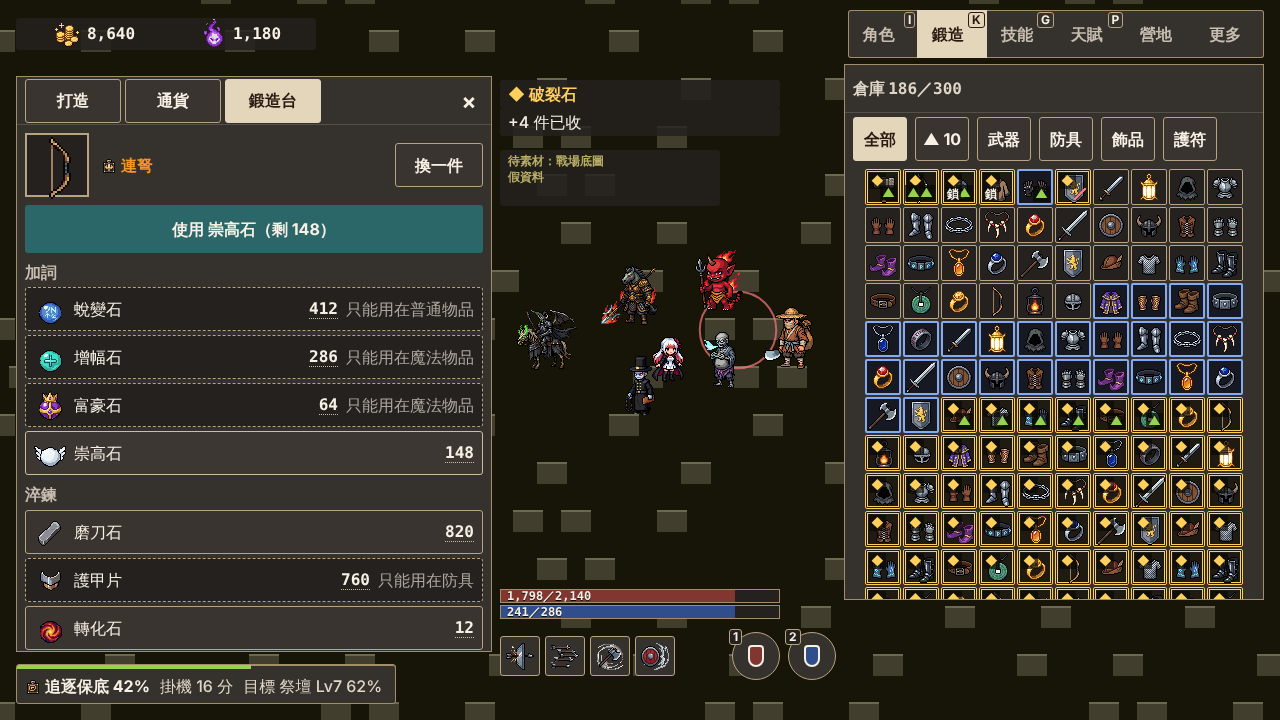 8,640
1,180
角色 I
鍛造 K
技能 G
天賦 P
營地
更多
打造
通貨
鍛造台
×
連弩
換一件
使用 崇高石（剩 148）
加詞
蛻變石 412 只能用在普通物品
增幅石 286 只能用在魔法物品
富豪石 64 只能用在魔法物品
崇高石 148
淬鍊
磨刀石 820
護甲片 760 只能用在防具
轉化石 12
追逐保底 42% 掛機 16 分 目標 祭壇 Lv7 62%
破裂石
+4 件已收
待素材：戰場底圖
假資料
1,798／2,140
241／286
1
2
倉庫 186／300
全部
▲ 10
武器
防具
飾品
護符
鎖
鎖